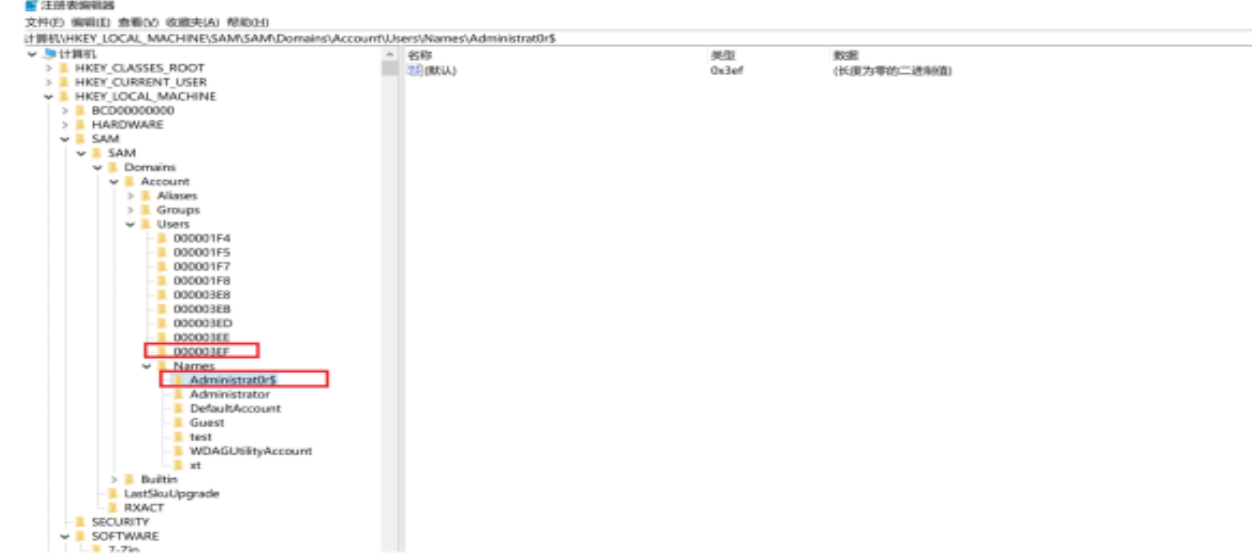 注册表编辑器
文件(F) 编辑(E) 查看(V) 收藏夹(A) 帮助(H)
计算机\HKEY_LOCAL_MACHINE\SAM\SAM\Domains\Account\Users\Names\Administrat0r$
计算机
HKEY_CLASSES_ROOT
HKEY_CURRENT_USER
HKEY_LOCAL_MACHINE
BCD00000000
HARDWARE
SAM
SAM
Domains
Account
Aliases
Groups
Users
000001F4
000001F5
000001F7
000001F8
000003E8
000003EB
000003ED
000003EE
000003EF
Names
Administrat0r$
Administrator
DefaultAccount
Guest
test
WDAGUtilityAccount
xt
Builtin
LastSkuUpgrade
RXACT
SECURITY
SOFTWARE
7-Zip
名称 类型 数据
(默认) 0x3ef (长度为零的二进制值)